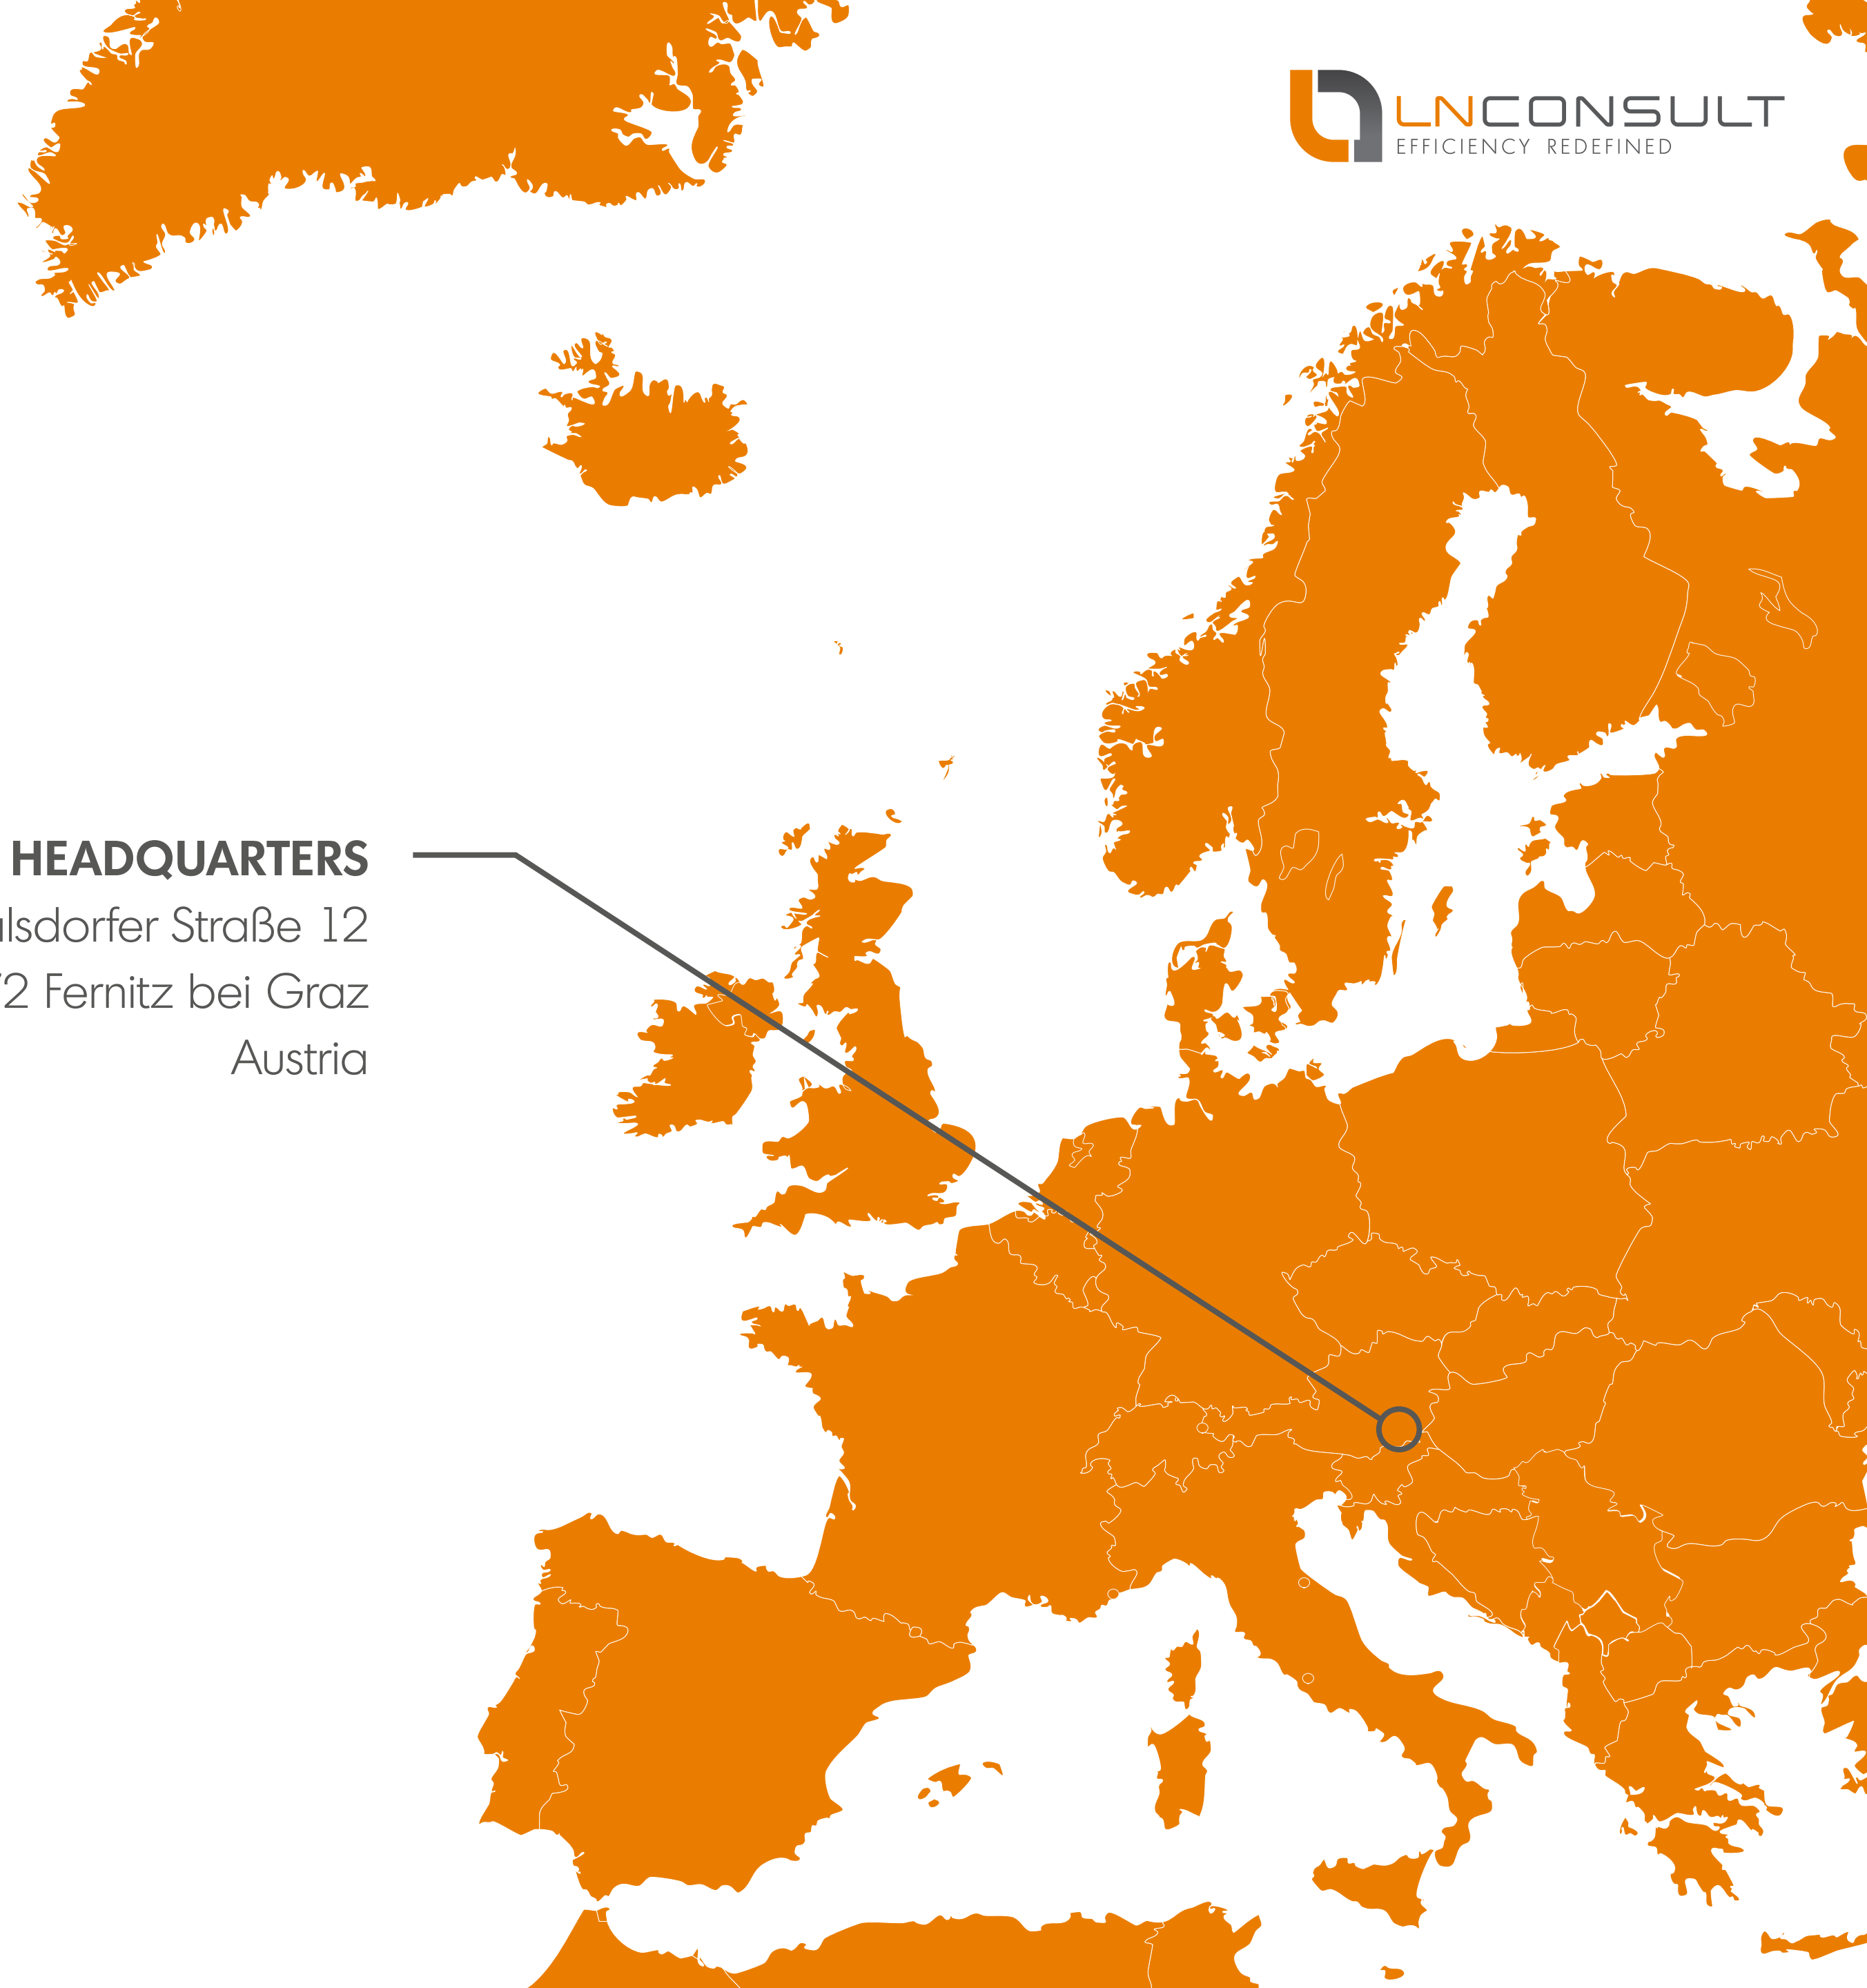 LNCONSULT
EFFICIENCY REDEFINED
HEADQUARTERS
Straße 12
Fernitz bei Graz
Austria